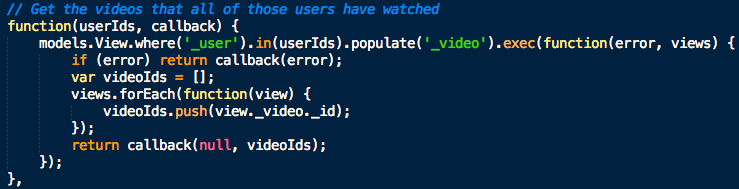 // Get the videos that all of those users have watched
function(userIds, callback) {
    models.View.where('_user').in(userIds).populate('_video').exec(function(error, views) {
        if (error) return callback(error);
        var videoIds = [];
        views.forEach(function(view) {
            videoIds.push(view._video._id);
        });
        return callback(null, videoIds);
    });
},